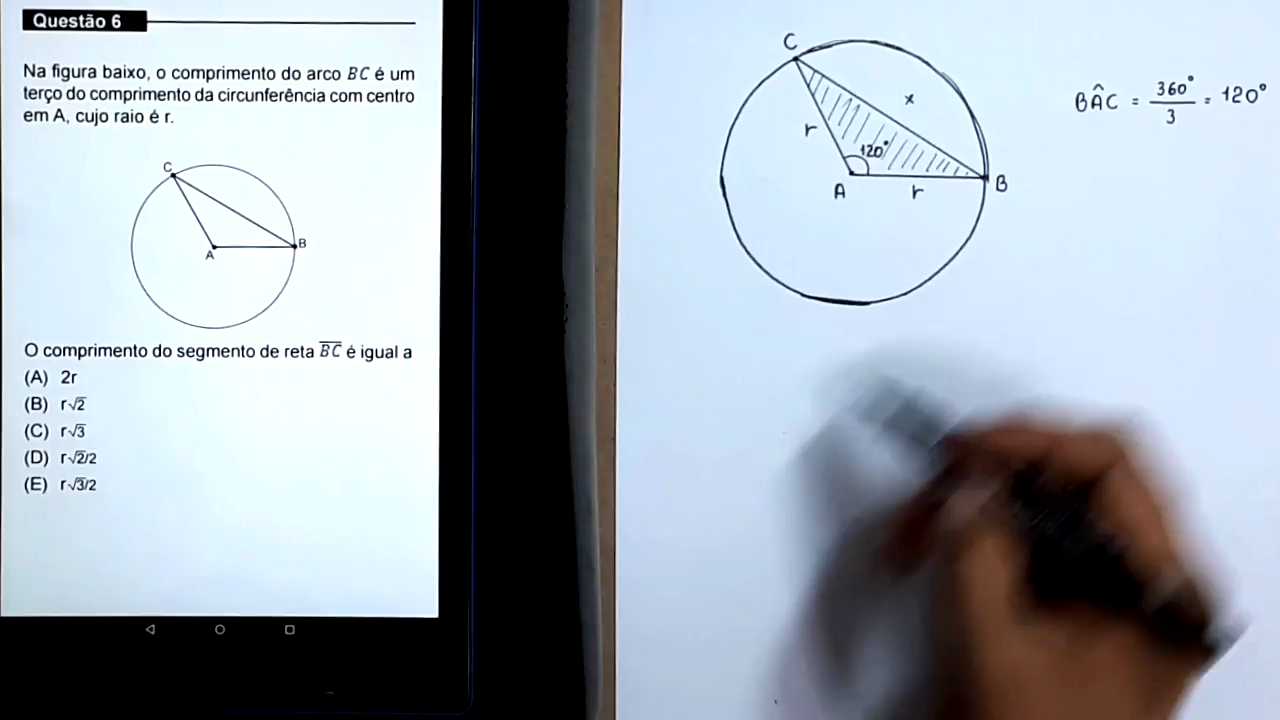 Questão 6
Na figura baixo, o comprimento do arco BC é um
terço do comprimento da circunferência com centro
em A, cujo raio é r.
C
B
A
O comprimento do segmento de reta \overline{BC} é igual a
(A) 2r
(B) r√2
(C) r√3
(D) r√2/2
(E) r√3/2
C
x
r
120°
A
r
B
BÂC = 360°/3 = 120°